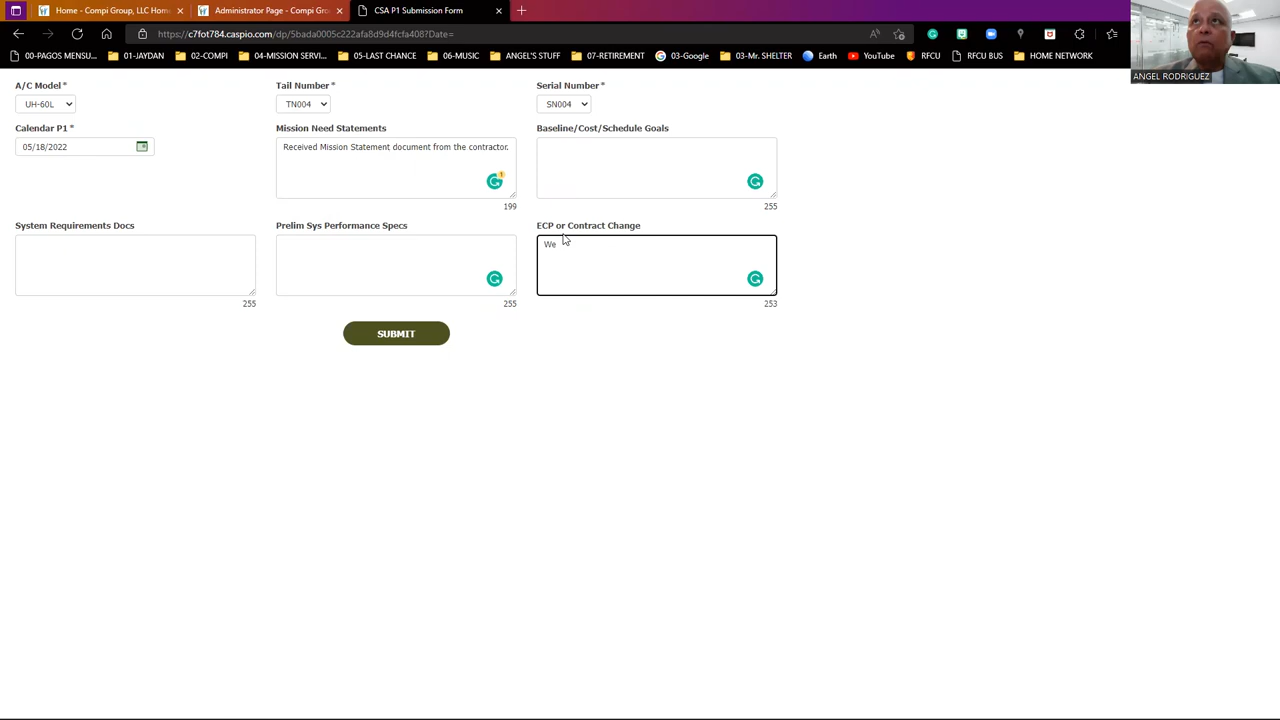 Home - Compi Group, LLC Hom
Administrator Page - Compi Gro
CSA P1 Submission Form
https://c7fot784.caspio.com/dp/5bada0005c222afa8d9d4fcfa408?Date=
00-PAGOS MENSU...
01-JAYDAN
02-COMPI
04-MISSION SERVI...
05-LAST CHANCE
06-MUSIC
ANGEL'S STUFF
07-RETIREMENT
03-Google
03-Mr. SHELTER
Earth
YouTube
RFCU
RFCU BUS
HOME NETWORK
ANGEL RODRIGUEZ
A/C Model *
Tail Number *
Serial Number *
UH-60L
TN004
SN004
Calendar P1 *
Mission Need Statements
Baseline/Cost/Schedule Goals
05/18/2022
Received Mission Statement document from the contractor.
1
199
255
System Requirements Docs
Prelim Sys Performance Specs
ECP or Contract Change
We
255
255
253
SUBMIT